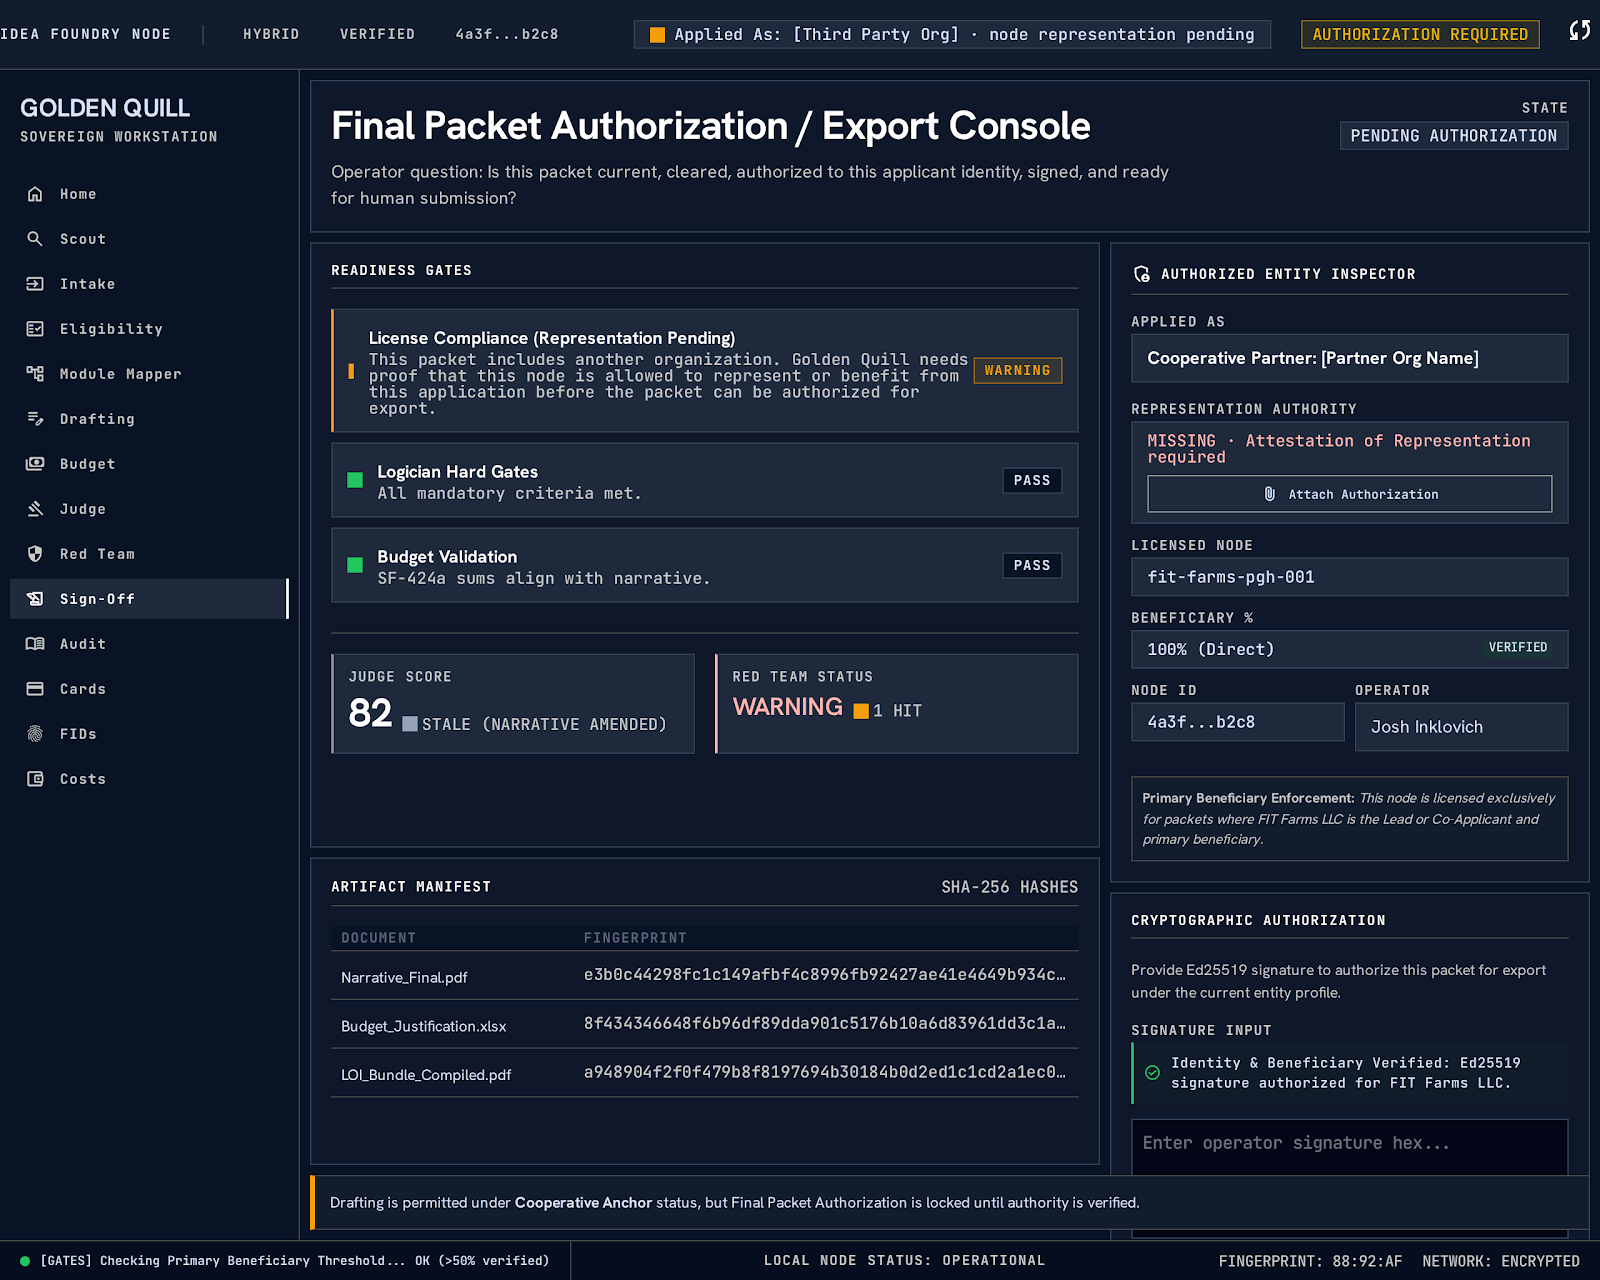 IDEA FOUNDRY NODE
HYBRID
VERIFIED
4a3f...b2c8
Applied As: [Third Party Org] · node representation pending
AUTHORIZATION REQUIRED
GOLDEN QUILL
SOVEREIGN WORKSTATION
Home
Scout
Intake
Eligibility
Module Mapper
Drafting
Budget
Judge
Red Team
Sign-Off
Audit
Cards
FIDs
Costs
Final Packet Authorization / Export Console
Operator question: Is this packet current, cleared, authorized to this applicant identity, signed, and ready
for human submission?
STATE
PENDING AUTHORIZATION
READINESS GATES
License Compliance (Representation Pending)
This packet includes another organization. Golden Quill needs
proof that this node is allowed to represent or benefit from
this application before the packet can be authorized for
export.
WARNING
Logician Hard Gates
All mandatory criteria met.
PASS
Budget Validation
SF-424a sums align with narrative.
PASS
JUDGE SCORE
82 STALE (NARRATIVE AMENDED)
RED TEAM STATUS
WARNING 1 HIT
ARTIFACT MANIFEST
SHA-256 HASHES
DOCUMENT FINGERPRINT
Narrative_Final.pdf e3b0c44298fc1c149afbf4c8996fb92427ae41e4649b934c…
Budget_Justification.xlsx 8f434346648f6b96df89dda901c5176b10a6d83961dd3c1a…
LOI_Bundle_Compiled.pdf a948904f2f0f479b8f8197694b30184b0d2ed1c1cd2a1ec0…
AUTHORIZED ENTITY INSPECTOR
APPLIED AS
Cooperative Partner: [Partner Org Name]
REPRESENTATION AUTHORITY
MISSING · Attestation of Representation
required
Attach Authorization
LICENSED NODE
fit-farms-pgh-001
BENEFICIARY %
100% (Direct)
VERIFIED
NODE ID
4a3f...b2c8
OPERATOR
Josh Inklovich
Primary Beneficiary Enforcement: This node is licensed exclusively
for packets where FIT Farms LLC is the Lead or Co-Applicant and
primary beneficiary.
CRYPTOGRAPHIC AUTHORIZATION
Provide Ed25519 signature to authorize this packet for export
under the current entity profile.
SIGNATURE INPUT
Identity & Beneficiary Verified: Ed25519
signature authorized for FIT Farms LLC.
Enter operator signature hex...
Drafting is permitted under Cooperative Anchor status, but Final Packet Authorization is locked until authority is verified.
[GATES] Checking Primary Beneficiary Threshold... OK (>50% verified)
LOCAL NODE STATUS: OPERATIONAL
FINGERPRINT: 88:92:AF
NETWORK: ENCRYPTED